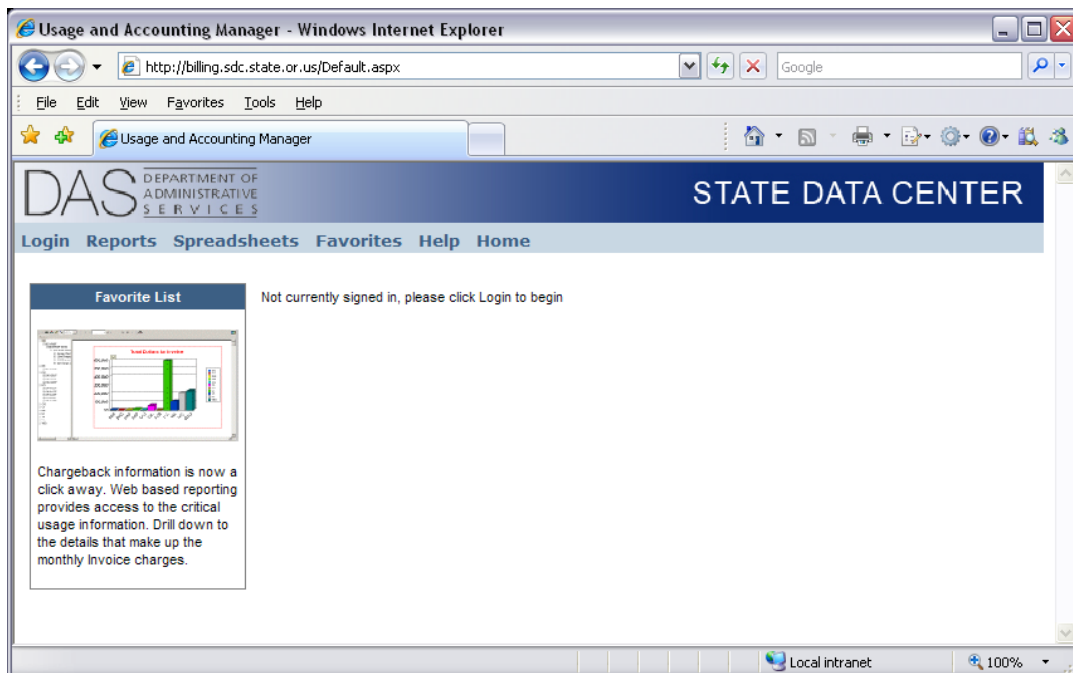 Usage and Accounting Manager - Windows Internet Explorer
http://billing.sdc.state.or.us/Default.aspx
Google
File Edit View Favorites Tools Help
Usage and Accounting Manager
DAS DEPARTMENT OF
ADMINISTRATIVE
SERVICES
STATE DATA CENTER
Login Reports Spreadsheets Favorites Help Home
Favorite List
Not currently signed in, please click Login to begin
Chargeback information is now a
click away. Web based reporting
provides access to the critical
usage information. Drill down to
the details that make up the
monthly Invoice charges.
Local intranet
100%